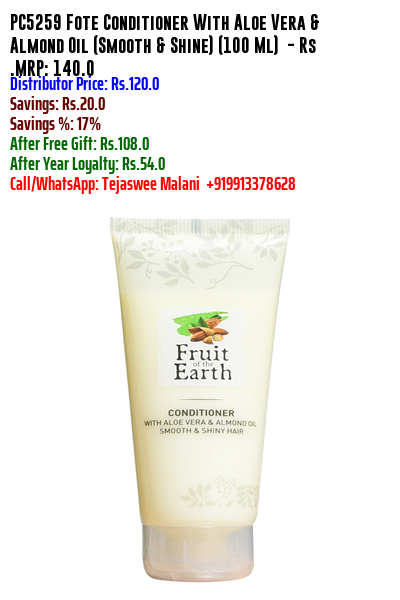 PC5259 Fote Conditioner With Aloe Vera &
Almond Oil (Smooth & Shine) (100 Ml) - Rs
.MRP: 140.0
Distributor Price: Rs.120.0
Savings: Rs.20.0
Savings %: 17%
After Free Gift: Rs.108.0
After Year Loyalty: Rs.54.0
Call/WhatsApp: Tejaswee Malani +919913378628
Fruit
of the
Earth
CONDITIONER
WITH ALOE VERA & ALMOND OIL
SMOOTH & SHINY HAIR